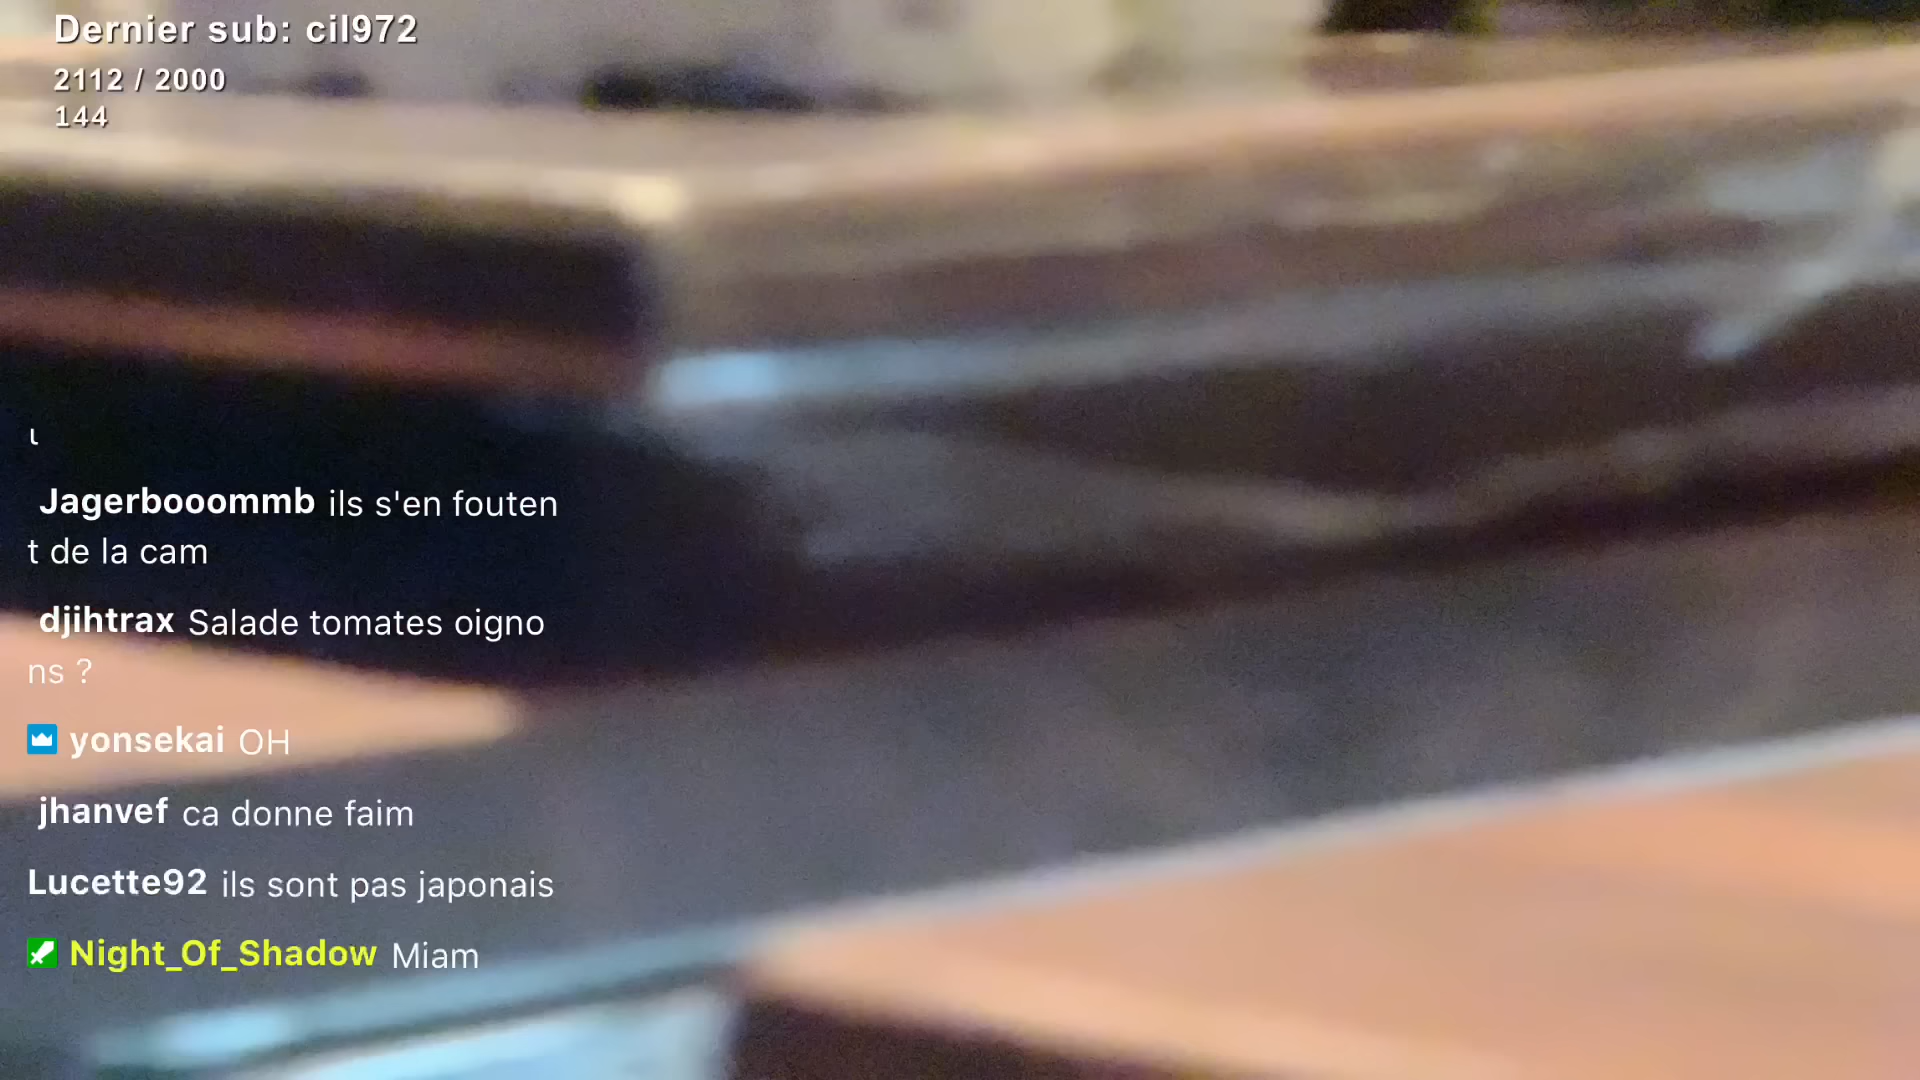 Dernier sub: cil972
2112 / 2000
144
Jagerbooommb ils s'en fouten
t de la cam
djihtrax Salade tomates oigno
ns ?
yonsekai OH
jhanvef ca donne faim
Lucette92 ils sont pas japonais
Night_Of_Shadow Miam